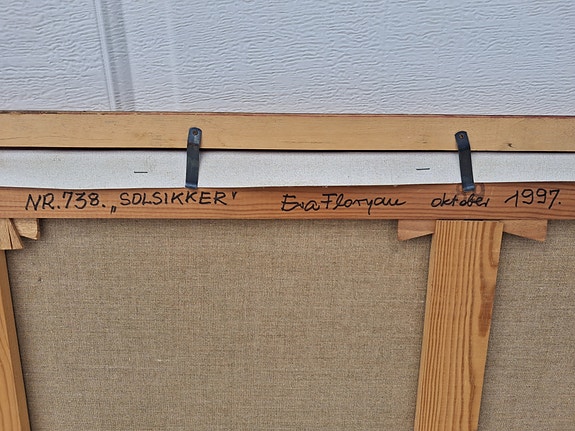 NR.738. „SOLSIKKER" Eva Floryan oktober 1997.